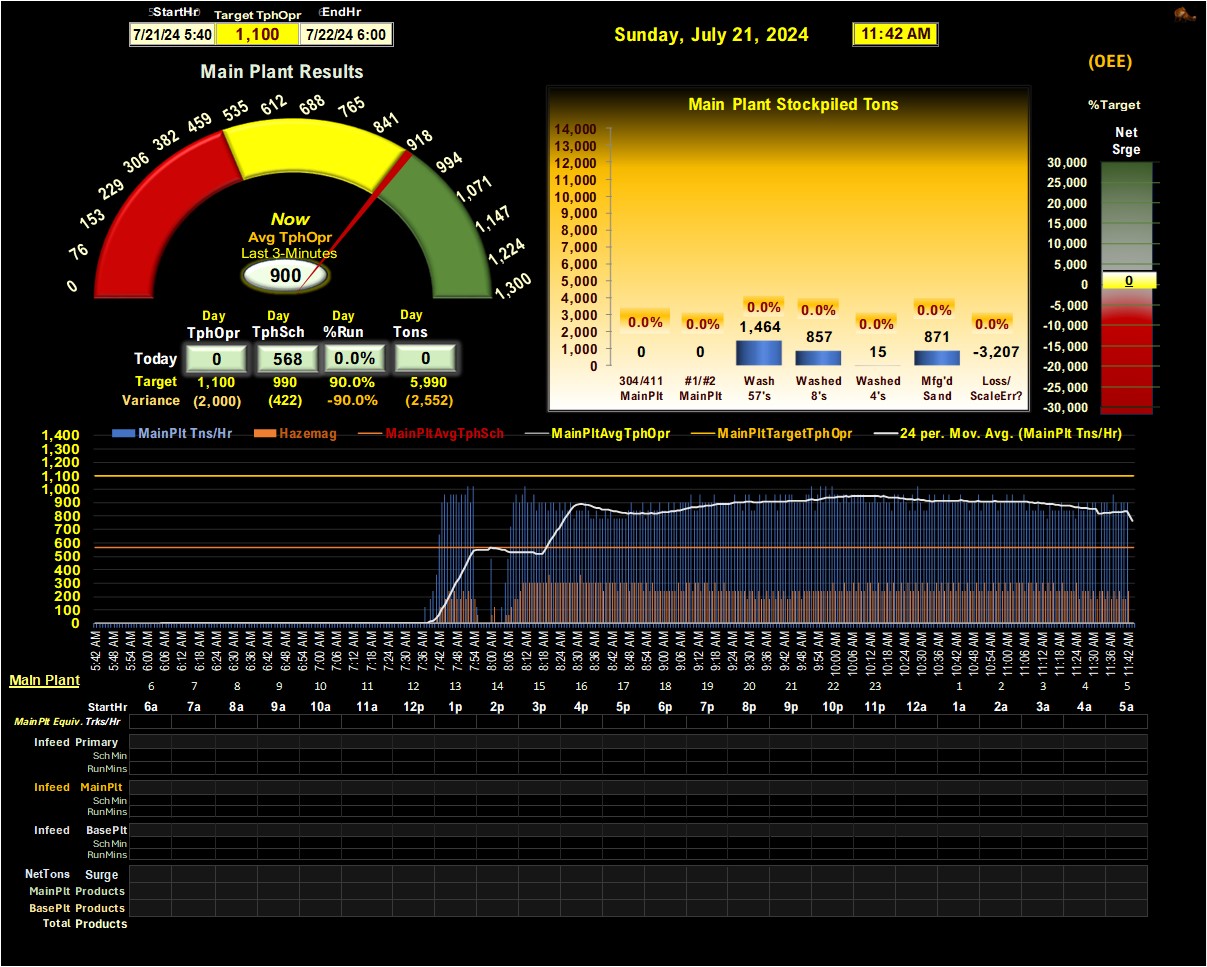 StartHr Target TphOpr EndHr
7/21/24 5:40 1,100 7/22/24 6:00
Sunday, July 21, 2024 11:42 AM
(OEE)
Main Plant Results
0 76 153 229 306 382 459 535 612 688 765 841 918 994 1,071 1,147 1,224 1,300
Now
Avg TphOpr
Last 3-Minutes
900
Day Day Day Day
TphOpr TphSch %Run Tons
Today 0 568 0.0% 0
Target 1,100 990 90.0% 5,990
Variance (2,000) (422) -90.0% (2,552)
Main Plant Stockpiled Tons
14,000
13,000
12,000
11,000
10,000
9,000
8,000
7,000
6,000
5,000
4,000
3,000
2,000
1,000
0
0.0% 0.0% 0.0% 0.0% 0.0% 0.0% 0.0%
0 0 1,464 857 15 871 -3,207
304/411 #1/#2 Wash Washed Washed Mfg'd Loss/
MainPlt MainPlt 57's 8's 4's Sand ScaleErr?
%Target
Net
Srge
30,000
25,000
20,000
15,000
10,000
5,000
0 0
-5,000
-10,000
-15,000
-20,000
-25,000
-30,000
MainPlt Tns/Hr Hazemag MainPltAvgTphSch MainPltAvgTphOpr MainPltTargetTphOpr 24 per. Mov. Avg. (MainPlt Tns/Hr)
1,400
1,300
1,200
1,100
1,000
900
800
700
600
500
400
300
200
100
0
5:42 AM 5:48 AM 5:54 AM 6:00 AM 6:06 AM 6:12 AM 6:18 AM 6:24 AM 6:30 AM 6:36 AM 6:42 AM 6:48 AM 6:54 AM 7:00 AM 7:06 AM 7:12 AM 7:18 AM 7:24 AM 7:30 AM 7:36 AM 7:42 AM 7:48 AM 7:54 AM 8:00 AM 8:06 AM 8:12 AM 8:18 AM 8:24 AM 8:30 AM 8:36 AM 8:42 AM 8:48 AM 8:54 AM 9:00 AM 9:06 AM 9:12 AM 9:18 AM 9:24 AM 9:30 AM 9:36 AM 9:42 AM 9:48 AM 9:54 AM 10:00 AM 10:06 AM 10:12 AM 10:18 AM 10:24 AM 10:30 AM 10:36 AM 10:42 AM 10:48 AM 10:54 AM 11:00 AM 11:06 AM 11:12 AM 11:18 AM 11:24 AM 11:30 AM 11:36 AM 11:42 AM
Main Plant
6 7 8 9 10 11 12 13 14 15 16 17 18 19 20 21 22 23 1 2 3 4 5
StartHr 6a 7a 8a 9a 10a 11a 12p 1p 2p 3p 4p 5p 6p 7p 8p 9p 10p 11p 12a 1a 2a 3a 4a 5a
MainPlt Equiv. Trks/Hr
Infeed Primary
Sch Min
RunMins
Infeed MainPlt
Sch Min
RunMins
Infeed BasePlt
Sch Min
RunMins
NetTons Surge
MainPlt Products
BasePlt Products
Total Products